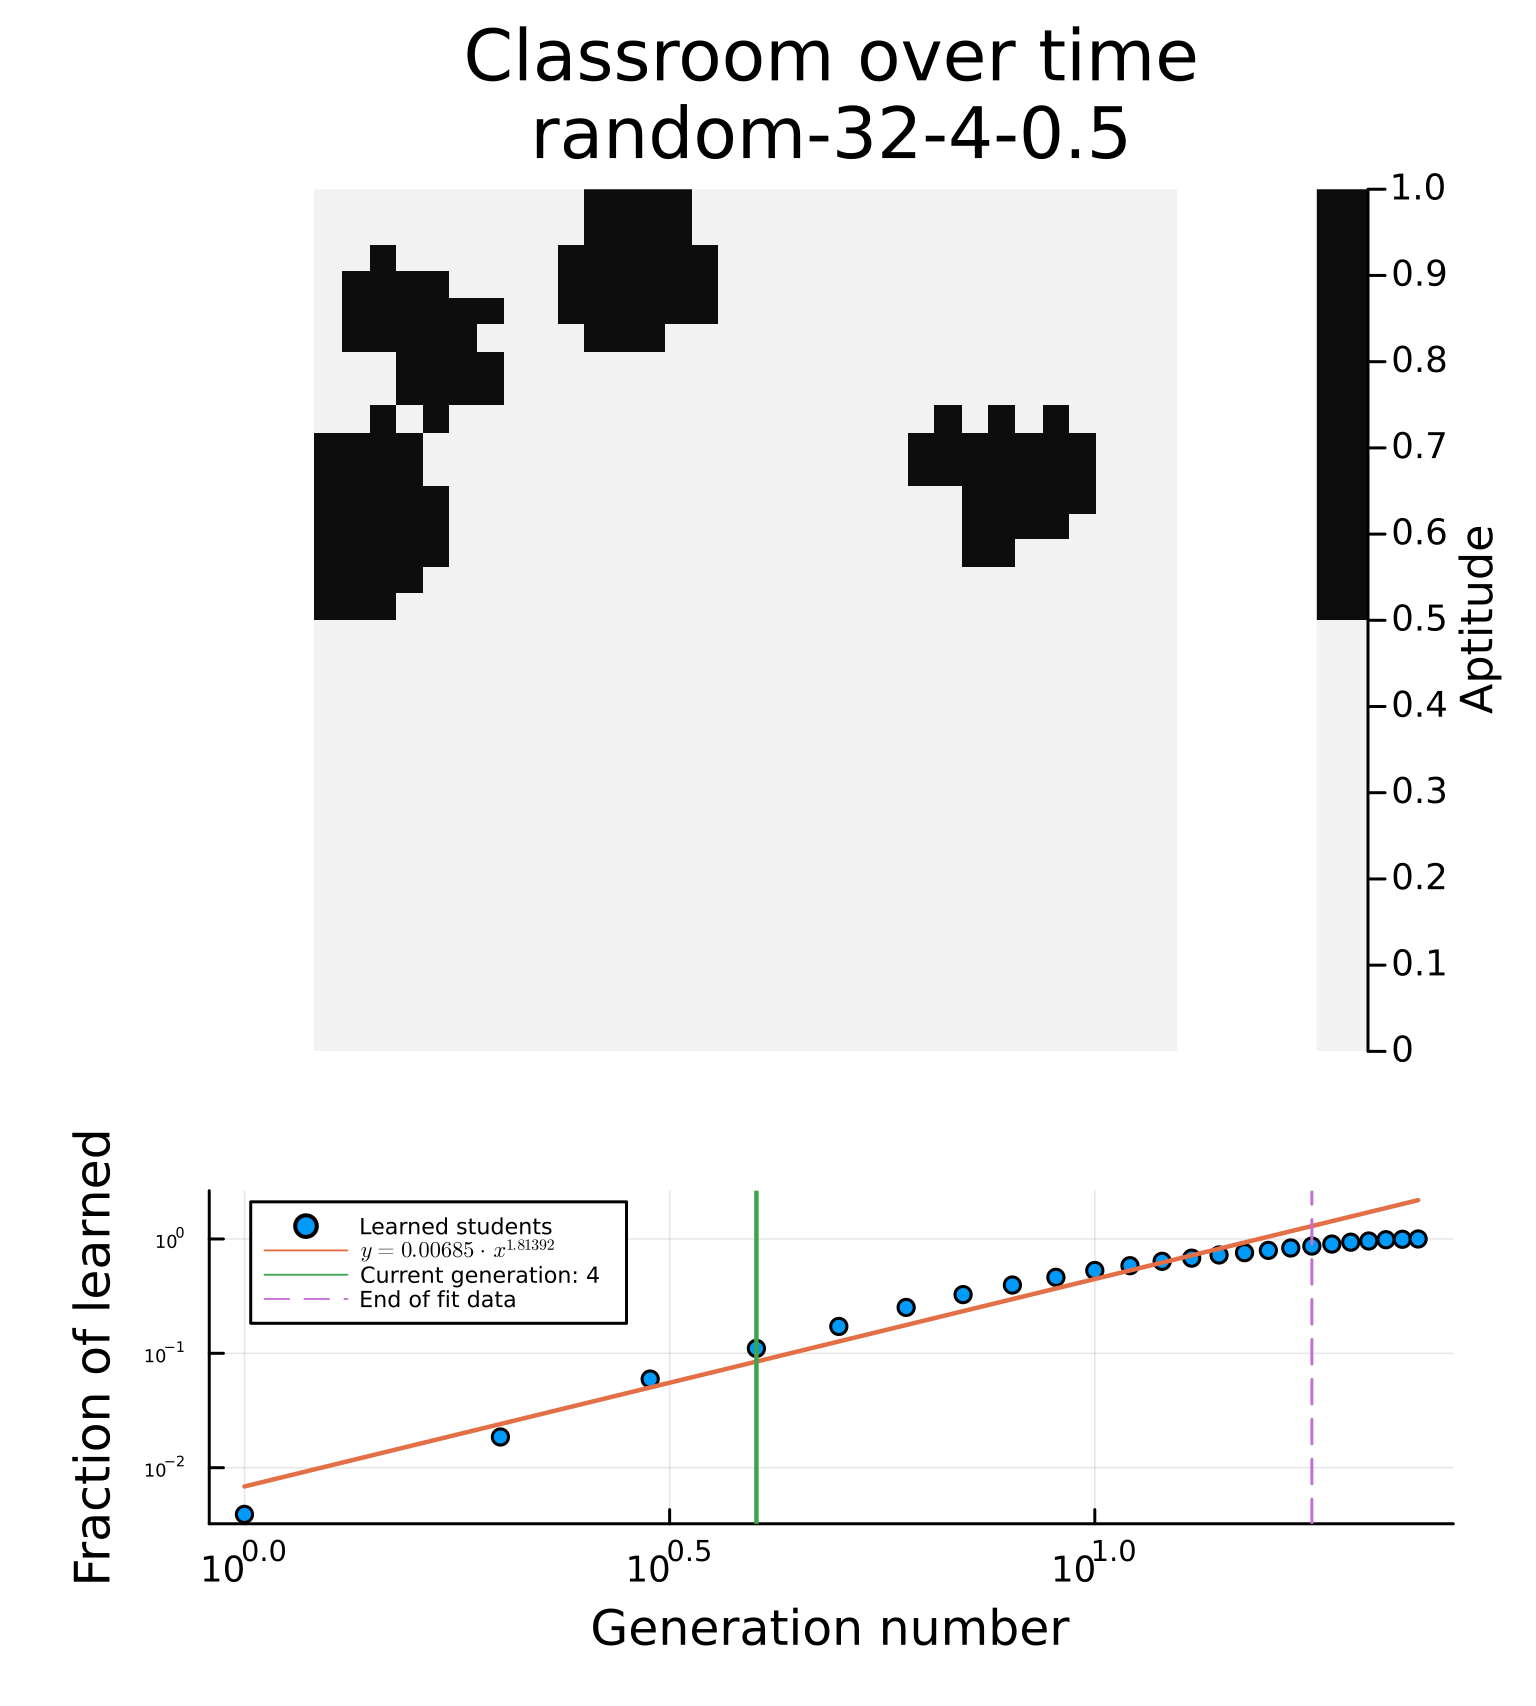 Classroom over time
random-32-4-0.5
1.0
0.9
0.8
0.7
0.6
0.5
0.4
0.3
0.2
0.1
0
Aptitude
Fraction of learned
10^0
10^-1
10^-2
Learned students
y = 0.00685 · x^1.81392
Current generation: 4
End of fit data
10^0.0
10^0.5
10^1.0
Generation number